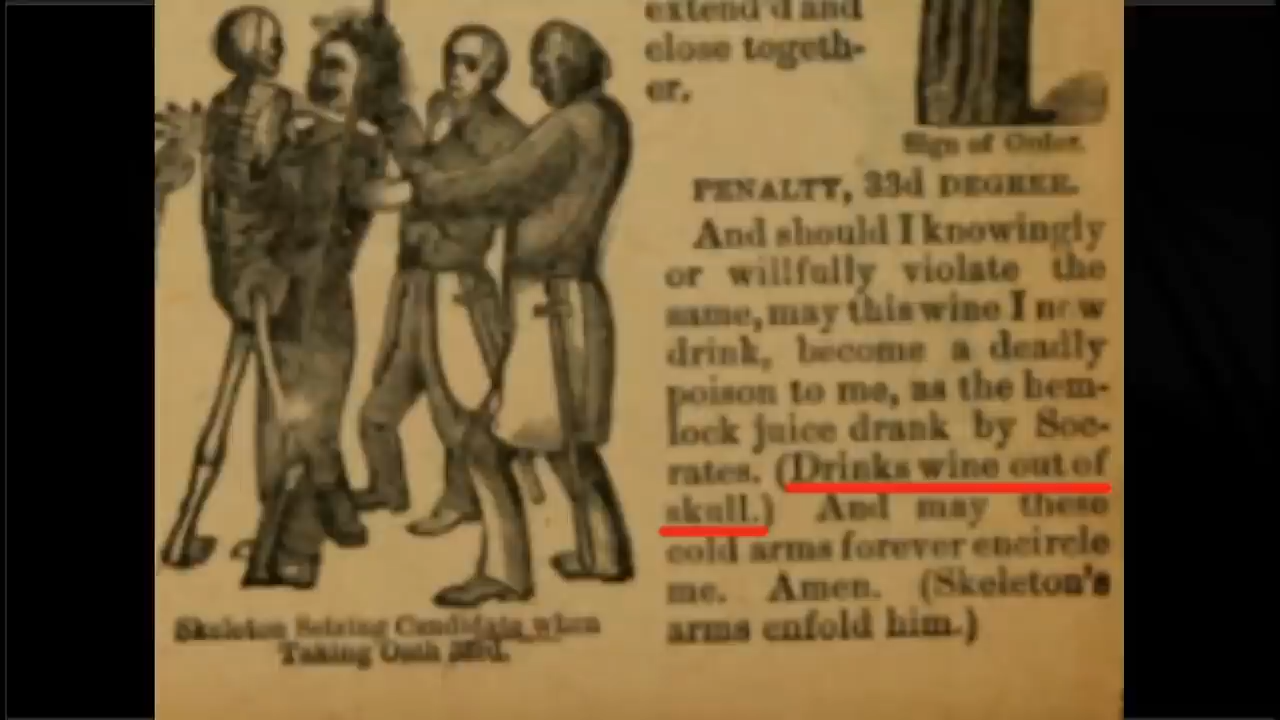 extend'd and
close togeth-
er.
Sign of Order.
PENALTY, 33d DEGREE.
And should I knowingly
or willfully violate the
same, may this wine I now
drink, become a deadly
poison to me, as the hem-
lock juice drank by Soc-
rates. (Drinks wine out of
skull.) And may these
cold arms forever encircle
me. Amen. (Skeleton's
arms enfold him.)
Skeleton Seizing Candidate when
Taking Oath 33d.